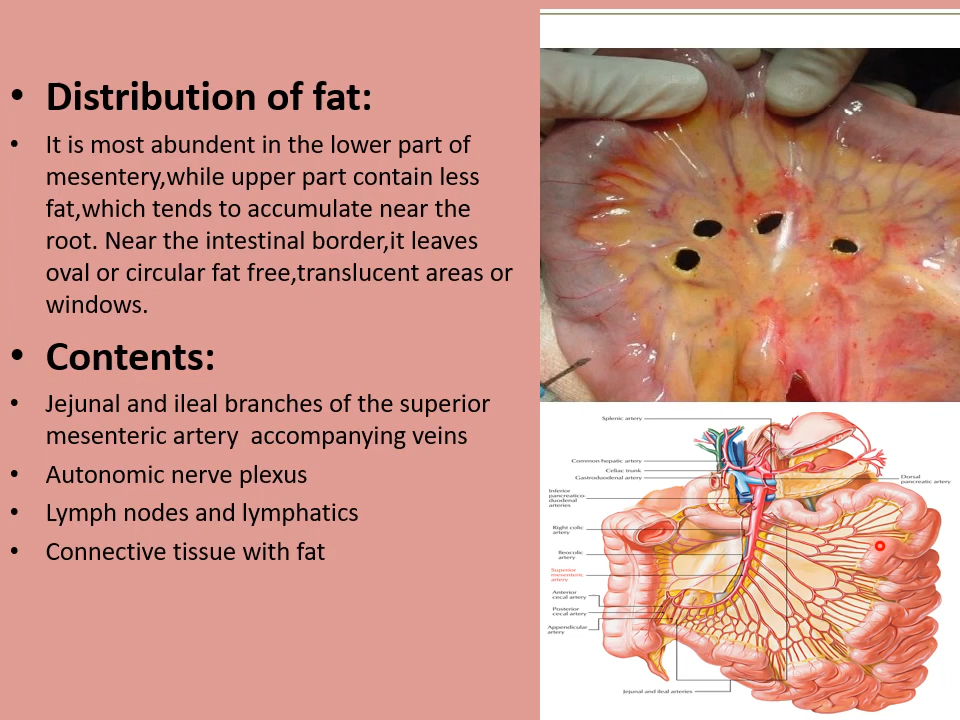 • Distribution of fat:
• It is most abundent in the lower part of
mesentery,while upper part contain less
fat,which tends to accumulate near the
root. Near the intestinal border,it leaves
oval or circular fat free,translucent areas or
windows.
• Contents:
• Jejunal and ileal branches of the superior
mesenteric artery  accompanying veins
• Autonomic nerve plexus
• Lymph nodes and lymphatics
• Connective tissue with fat
Splenic artery
Common hepatic artery
Celiac trunk
Gastroduodenal artery
Dorsal
pancreatic artery
Inferior
pancreatico-
duodenal
arteries
Right colic
artery
Ileocolic
artery
Superior
mesenteric
artery
Anterior
cecal artery
Posterior
cecal artery
Appendicular
artery
Jejunal and ileal arteries